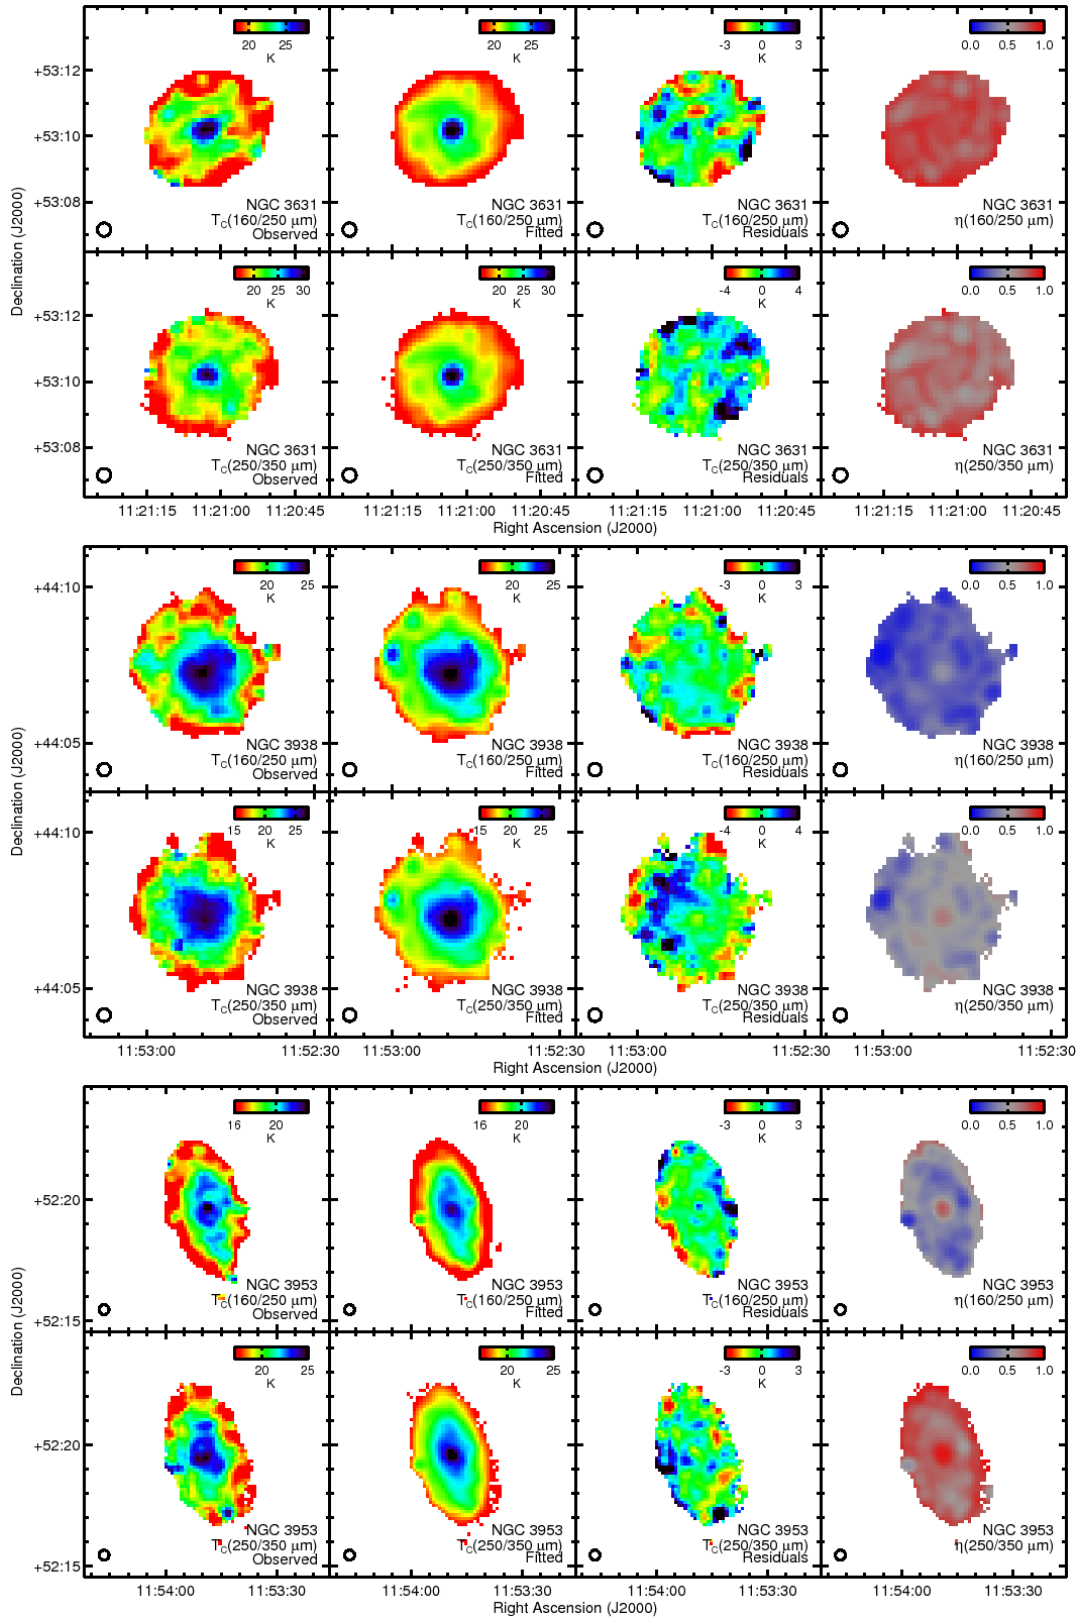 20 25
K
20 25
K
-3 0 3
K
0.0 0.5 1.0
+53:12
+53:10
+53:08
NGC 3631
T_C(160/250 μm)
Observed
NGC 3631
T_C(160/250 μm)
Fitted
NGC 3631
T_C(160/250 μm)
Residuals
NGC 3631
η(160/250 μm)
20 25 30
K
20 25 30
K
-4 0 4
K
0.0 0.5 1.0
+53:12
+53:10
+53:08
NGC 3631
T_C(250/350 μm)
Observed
NGC 3631
T_C(250/350 μm)
Fitted
NGC 3631
T_C(250/350 μm)
Residuals
NGC 3631
η(250/350 μm)
Declination (J2000)
11:21:15 11:21:00 11:20:45 11:21:15 11:21:00 11:20:45 11:21:15 11:21:00 11:20:45 11:21:15 11:21:00 11:20:45
Right Ascension (J2000)
20 25
K
20 25
K
-3 0 3
K
0.0 0.5 1.0
+44:10
+44:05
NGC 3938
T_C(160/250 μm)
Observed
NGC 3938
T_C(160/250 μm)
Fitted
NGC 3938
T_C(160/250 μm)
Residuals
NGC 3938
η(160/250 μm)
15 20 25
K
15 20 25
K
-4 0 4
K
0.0 0.5 1.0
+44:10
+44:05
NGC 3938
T_C(250/350 μm)
Observed
NGC 3938
T_C(250/350 μm)
Fitted
NGC 3938
T_C(250/350 μm)
Residuals
NGC 3938
η(250/350 μm)
Declination (J2000)
11:53:00 11:52:30 11:53:00 11:52:30 11:53:00 11:52:30 11:53:00 11:52:30
Right Ascension (J2000)
16 20
K
16 20
K
-3 0 3
K
0.0 0.5 1.0
+52:20
+52:15
NGC 3953
T_C(160/250 μm)
Observed
NGC 3953
T_C(160/250 μm)
Fitted
NGC 3953
T_C(160/250 μm)
Residuals
NGC 3953
η(160/250 μm)
20 25
K
20 25
K
-3 0 3
K
0.0 0.5 1.0
+52:20
+52:15
NGC 3953
T_C(250/350 μm)
Observed
NGC 3953
T_C(250/350 μm)
Fitted
NGC 3953
T_C(250/350 μm)
Residuals
NGC 3953
η(250/350 μm)
Declination (J2000)
11:54:00 11:53:30 11:54:00 11:53:30 11:54:00 11:53:30 11:54:00 11:53:30
Right Ascension (J2000)